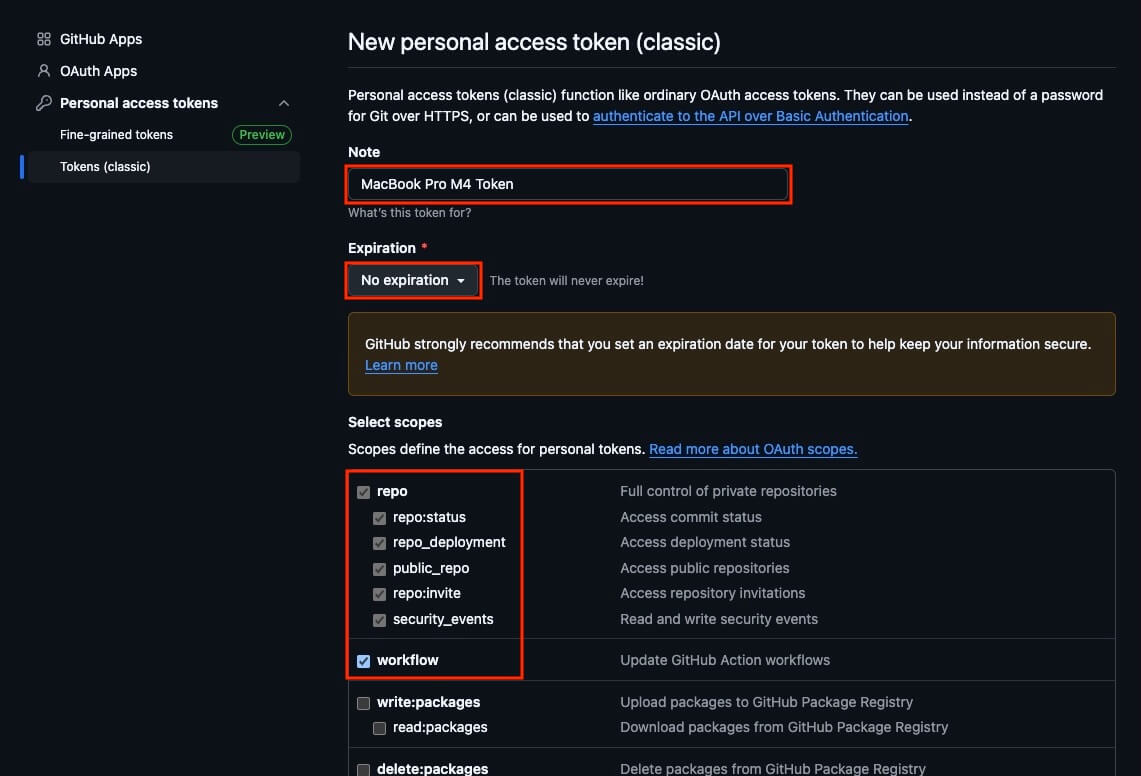 GitHub Apps
OAuth Apps
Personal access tokens
Fine-grained tokens Preview
Tokens (classic)
New personal access token (classic)
Personal access tokens (classic) function like ordinary OAuth access tokens. They can be used instead of a password
for Git over HTTPS, or can be used to authenticate to the API over Basic Authentication.
Note
MacBook Pro M4 Token
What's this token for?
Expiration *
No expiration The token will never expire!
GitHub strongly recommends that you set an expiration date for your token to help keep your information secure.
Learn more
Select scopes
Scopes define the access for personal tokens. Read more about OAuth scopes.
repo Full control of private repositories
repo:status Access commit status
repo_deployment Access deployment status
public_repo Access public repositories
repo:invite Access repository invitations
security_events Read and write security events
workflow Update GitHub Action workflows
write:packages Upload packages to GitHub Package Registry
read:packages Download packages from GitHub Package Registry
delete:packages Delete packages from GitHub Package Registry